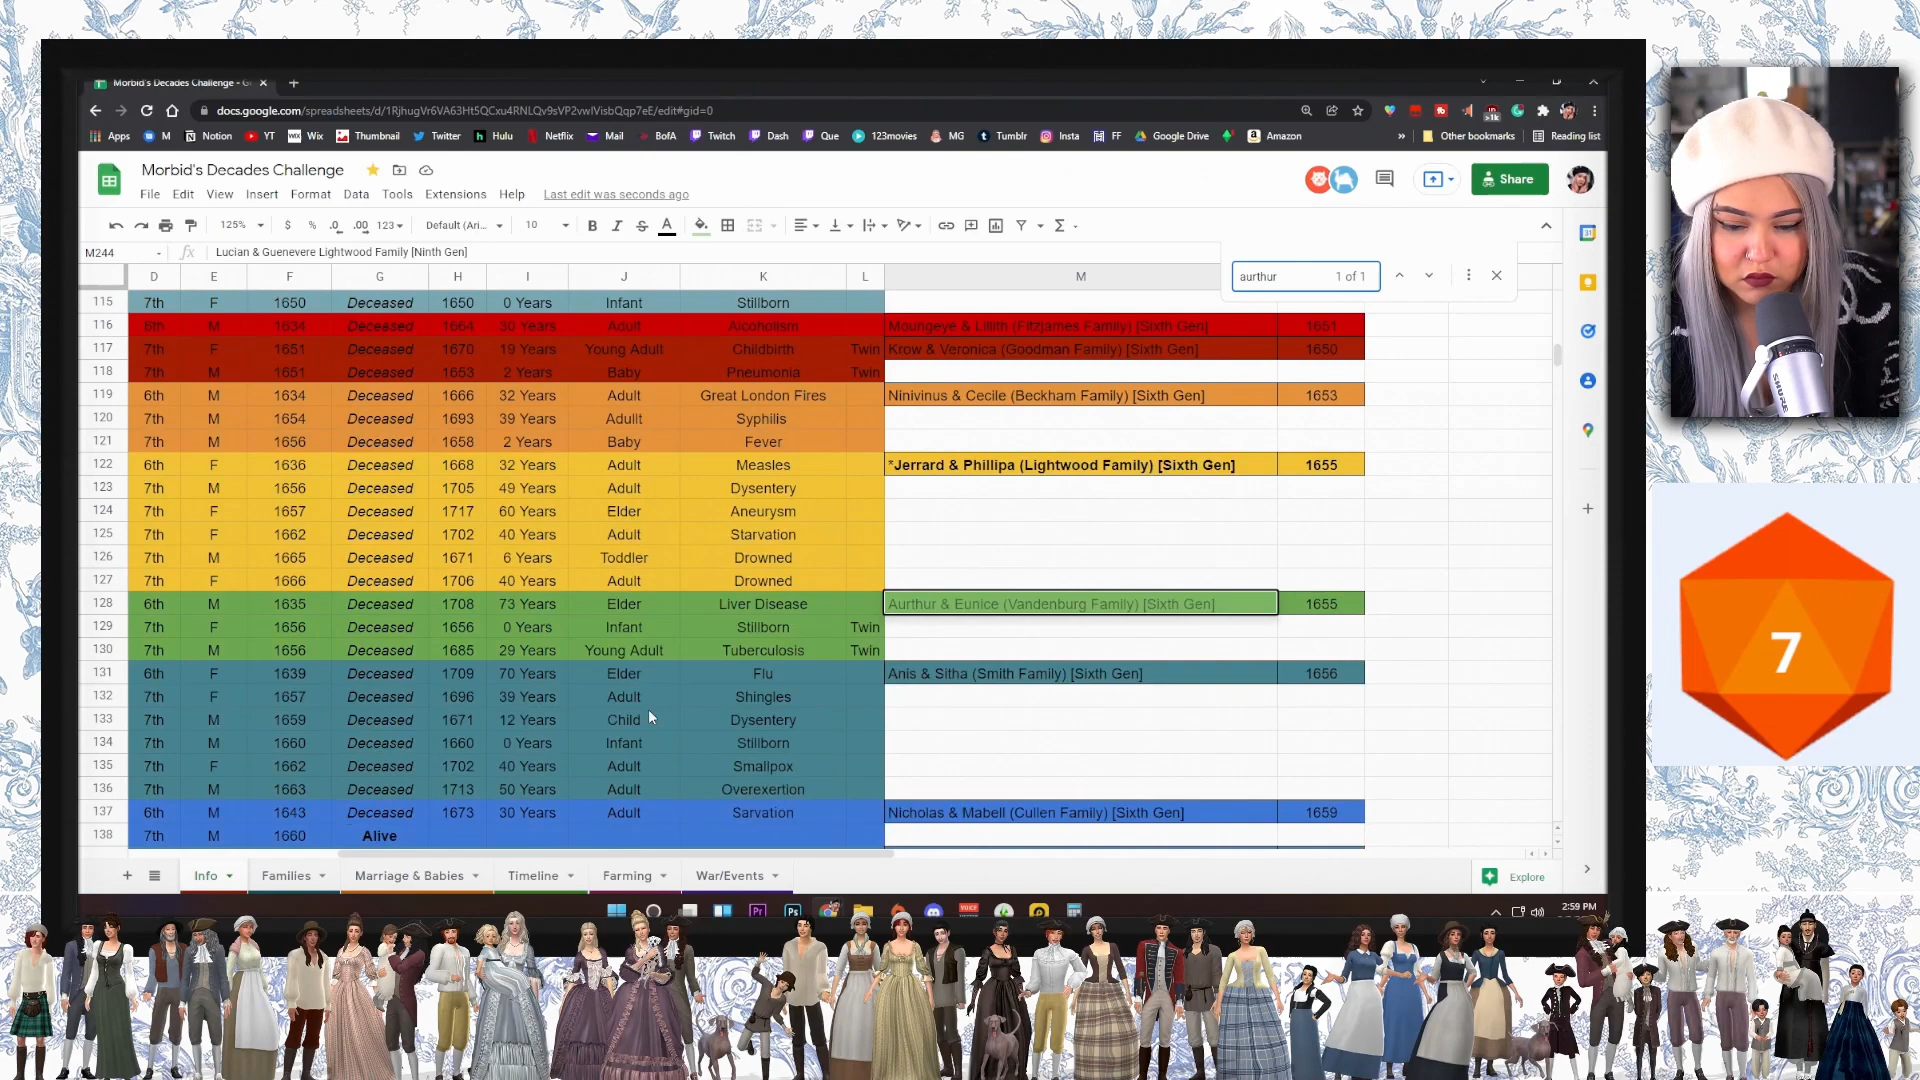 Morbid's Decades Challenge - G
docs.google.com/spreadsheets/d/1RjhugVr6VA63Ht5QCxu4RNLQv9sVP2vwIVisbQqp7eE/edit#gid=0
>1k
Apps M Notion YT Wix Thumbnail Twitter Hulu Netflix Mail BofA Twitch Dash Que 123movies MG Tumblr Insta FF Google Drive Amazon » Other bookmarks Reading list
Morbid's Decades Challenge
Share
File Edit View Insert Format Data Tools Extensions Help Last edit was seconds ago
125% $ % .0 .00 123 Default (Ari... 10 B I S A
M244 fx Lucian & Guenevere Lightwood Family [Ninth Gen]
aurthur 1 of 1
D E F G H I J K L M
115 7th F 1650 Deceased 1650 0 Years Infant Stillborn
116 6th M 1634 Deceased 1664 30 Years Adult Alcoholism Moungeye & Lilith (Fitzjames Family) [Sixth Gen] 1651
117 7th F 1651 Deceased 1670 19 Years Young Adult Childbirth Twin Krow & Veronica (Goodman Family) [Sixth Gen] 1650
118 7th M 1651 Deceased 1653 2 Years Baby Pneumonia Twin
119 6th M 1634 Deceased 1666 32 Years Adult Great London Fires Ninivinus & Cecile (Beckham Family) [Sixth Gen] 1653
120 7th M 1654 Deceased 1693 39 Years Adullt Syphilis
121 7th M 1656 Deceased 1658 2 Years Baby Fever
122 6th F 1636 Deceased 1668 32 Years Adult Measles *Jerrard & Phillipa (Lightwood Family) [Sixth Gen] 1655
123 7th M 1656 Deceased 1705 49 Years Adult Dysentery
124 7th F 1657 Deceased 1717 60 Years Elder Aneurysm
125 7th F 1662 Deceased 1702 40 Years Adult Starvation
126 7th M 1665 Deceased 1671 6 Years Toddler Drowned
127 7th F 1666 Deceased 1706 40 Years Adult Drowned
128 6th M 1635 Deceased 1708 73 Years Elder Liver Disease Aurthur & Eunice (Vandenburg Family) [Sixth Gen] 1655
129 7th F 1656 Deceased 1656 0 Years Infant Stillborn Twin
130 7th M 1656 Deceased 1685 29 Years Young Adult Tuberculosis Twin
131 6th F 1639 Deceased 1709 70 Years Elder Flu Anis & Sitha (Smith Family) [Sixth Gen] 1656
132 7th F 1657 Deceased 1696 39 Years Adult Shingles
133 7th M 1659 Deceased 1671 12 Years Child Dysentery
134 7th M 1660 Deceased 1660 0 Years Infant Stillborn
135 7th F 1662 Deceased 1702 40 Years Adult Smallpox
136 7th M 1663 Deceased 1713 50 Years Adult Overexertion
137 6th M 1643 Deceased 1673 30 Years Adult Sarvation Nicholas & Mabell (Cullen Family) [Sixth Gen] 1659
138 7th M 1660 Alive
Info Families Marriage & Babies Timeline Farming War/Events Explore
Pr Ps
2:59 PM
SHURE
7